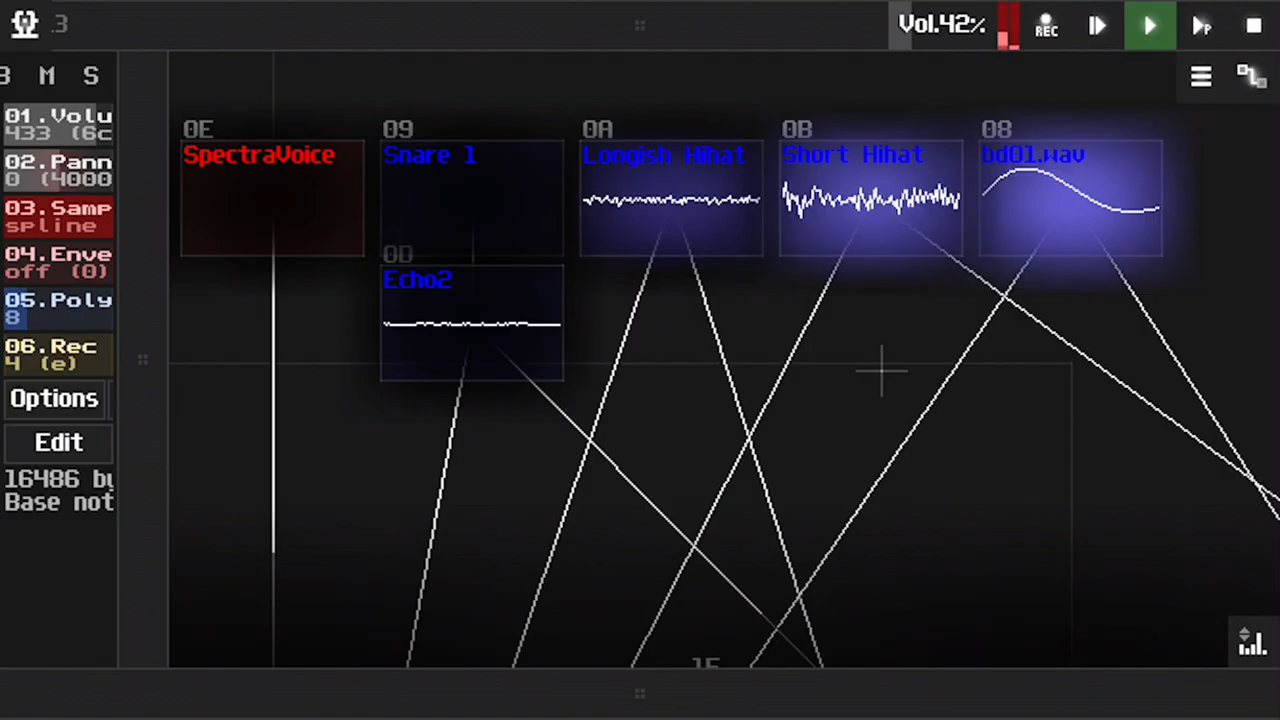 .3
Vol.42%
REC
P
B M S
01.Volu
433 (6c
02.Pann
0 (4000
03.Samp
spline
04.Enve
off (0)
05.Poly
8
06.Rec
4 (e)
Options
Edit
16486 by
Base not
0E
SpectraVoice
09
Snare 1
0A
Longish Hihat
0B
Short Hihat
08
bd01.wav
0D
Echo2